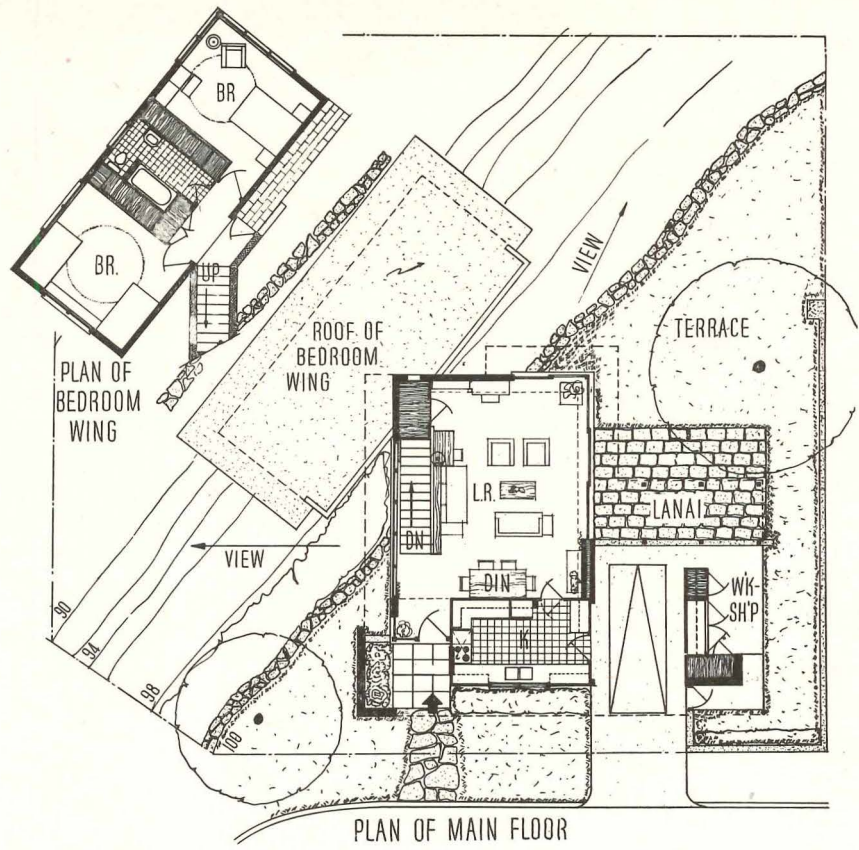 BR
BR.
UP
PLAN OF
BEDROOM
WING
ROOF OF
BEDROOM
WING
VIEW
TERRACE
LANAI
L.R.
DN
DIN
K
W'K-
SH'P
VIEW
90
94
98
100
PLAN OF MAIN FLOOR